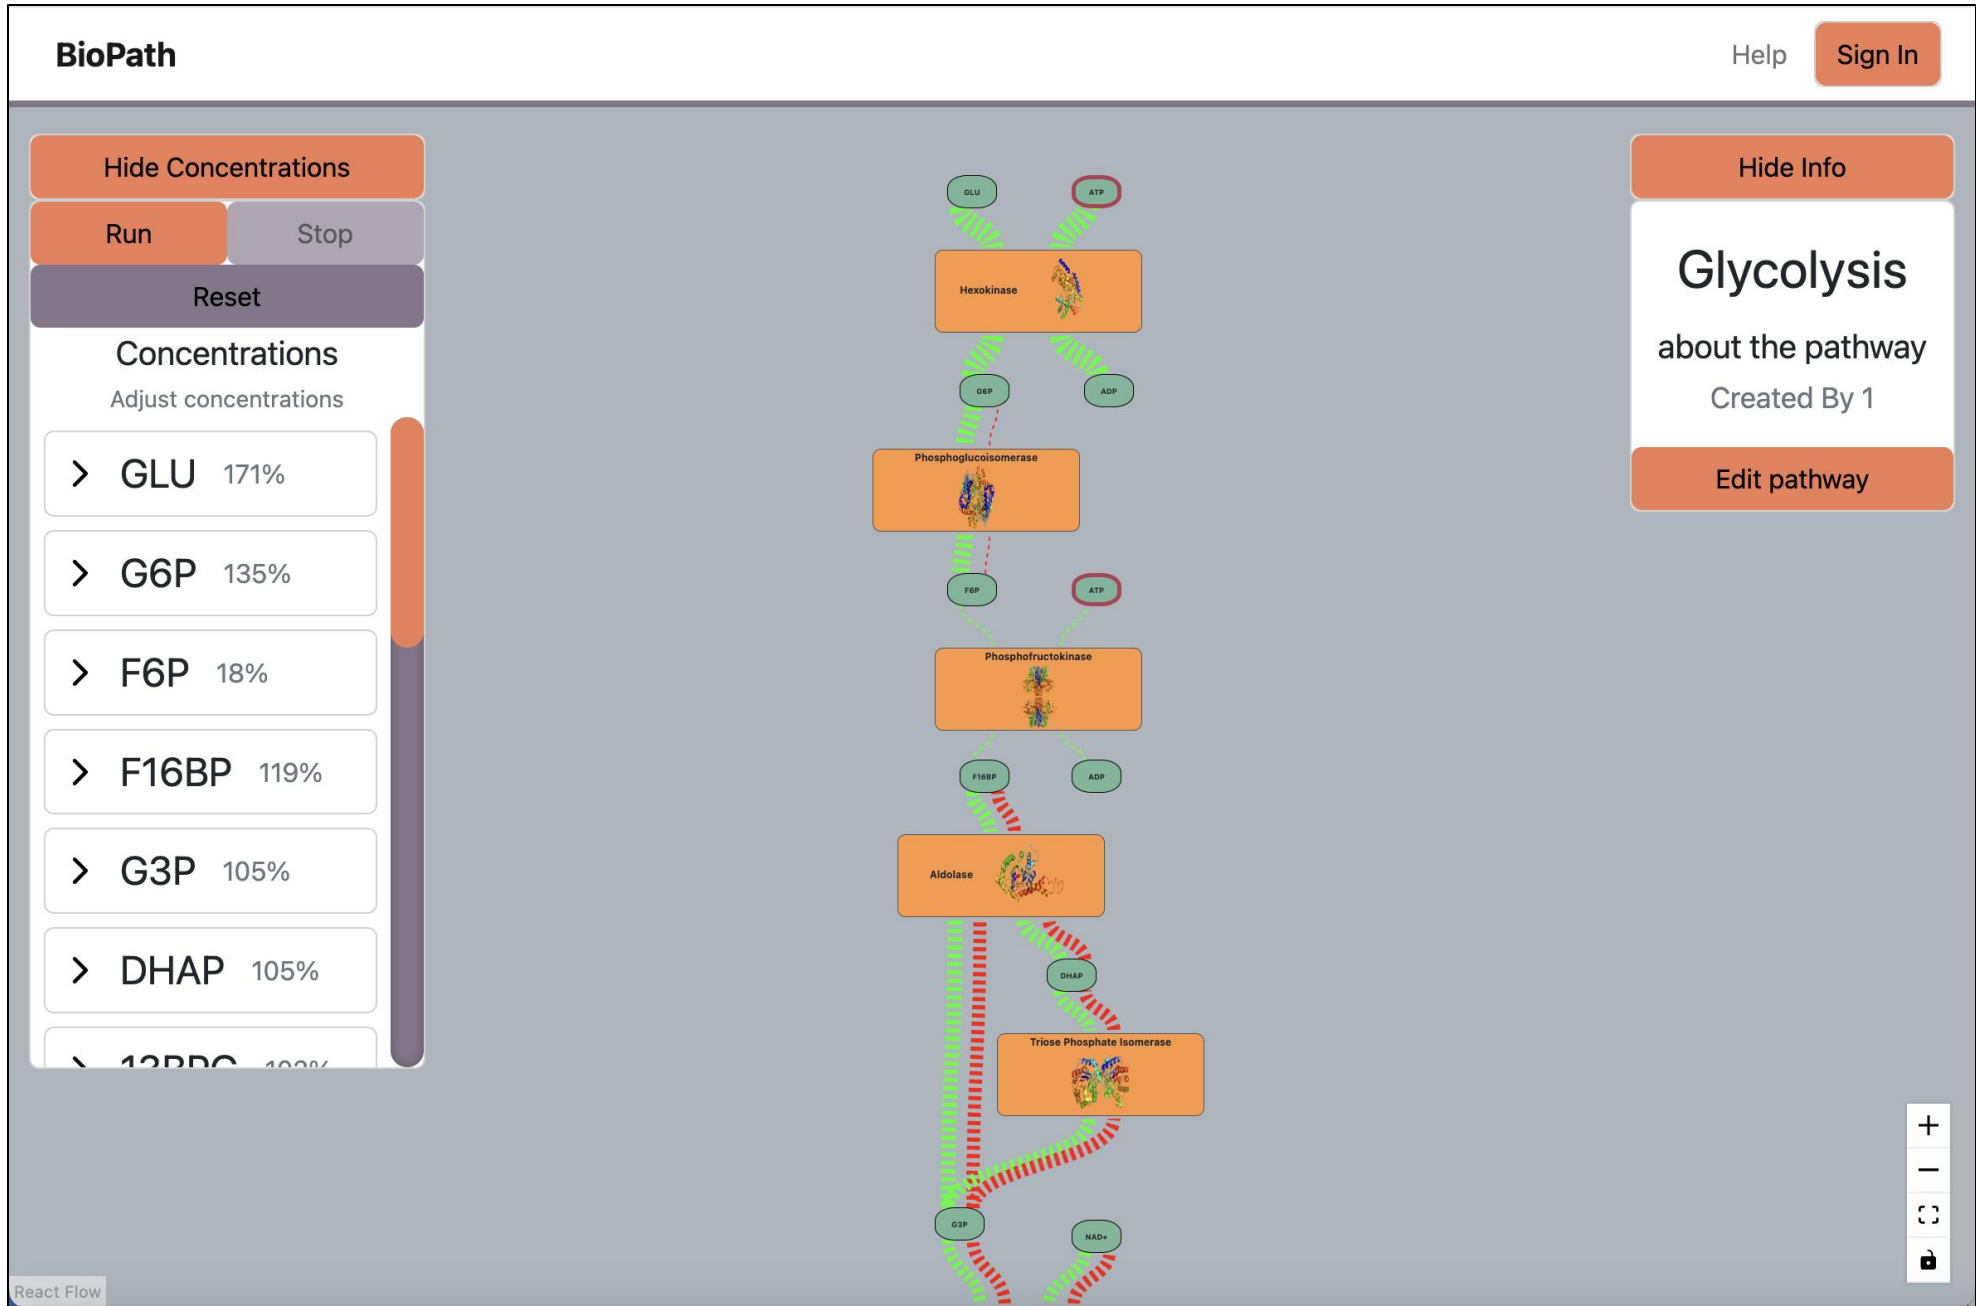 BioPath
Help
Sign In
Hide Concentrations
Run
Stop
Reset
Concentrations
Adjust concentrations
GLU 171%
G6P 135%
F6P 18%
F16BP 119%
G3P 105%
DHAP 105%
GLU
ATP
Hexokinase
G6P
ADP
Phosphoglucoisomerase
F6P
ATP
Phosphofructokinase
F16BP
ADP
Aldolase
DHAP
Triose Phosphate Isomerase
G3P
NAD+
Hide Info
Glycolysis
about the pathway
Created By 1
Edit pathway
React Flow